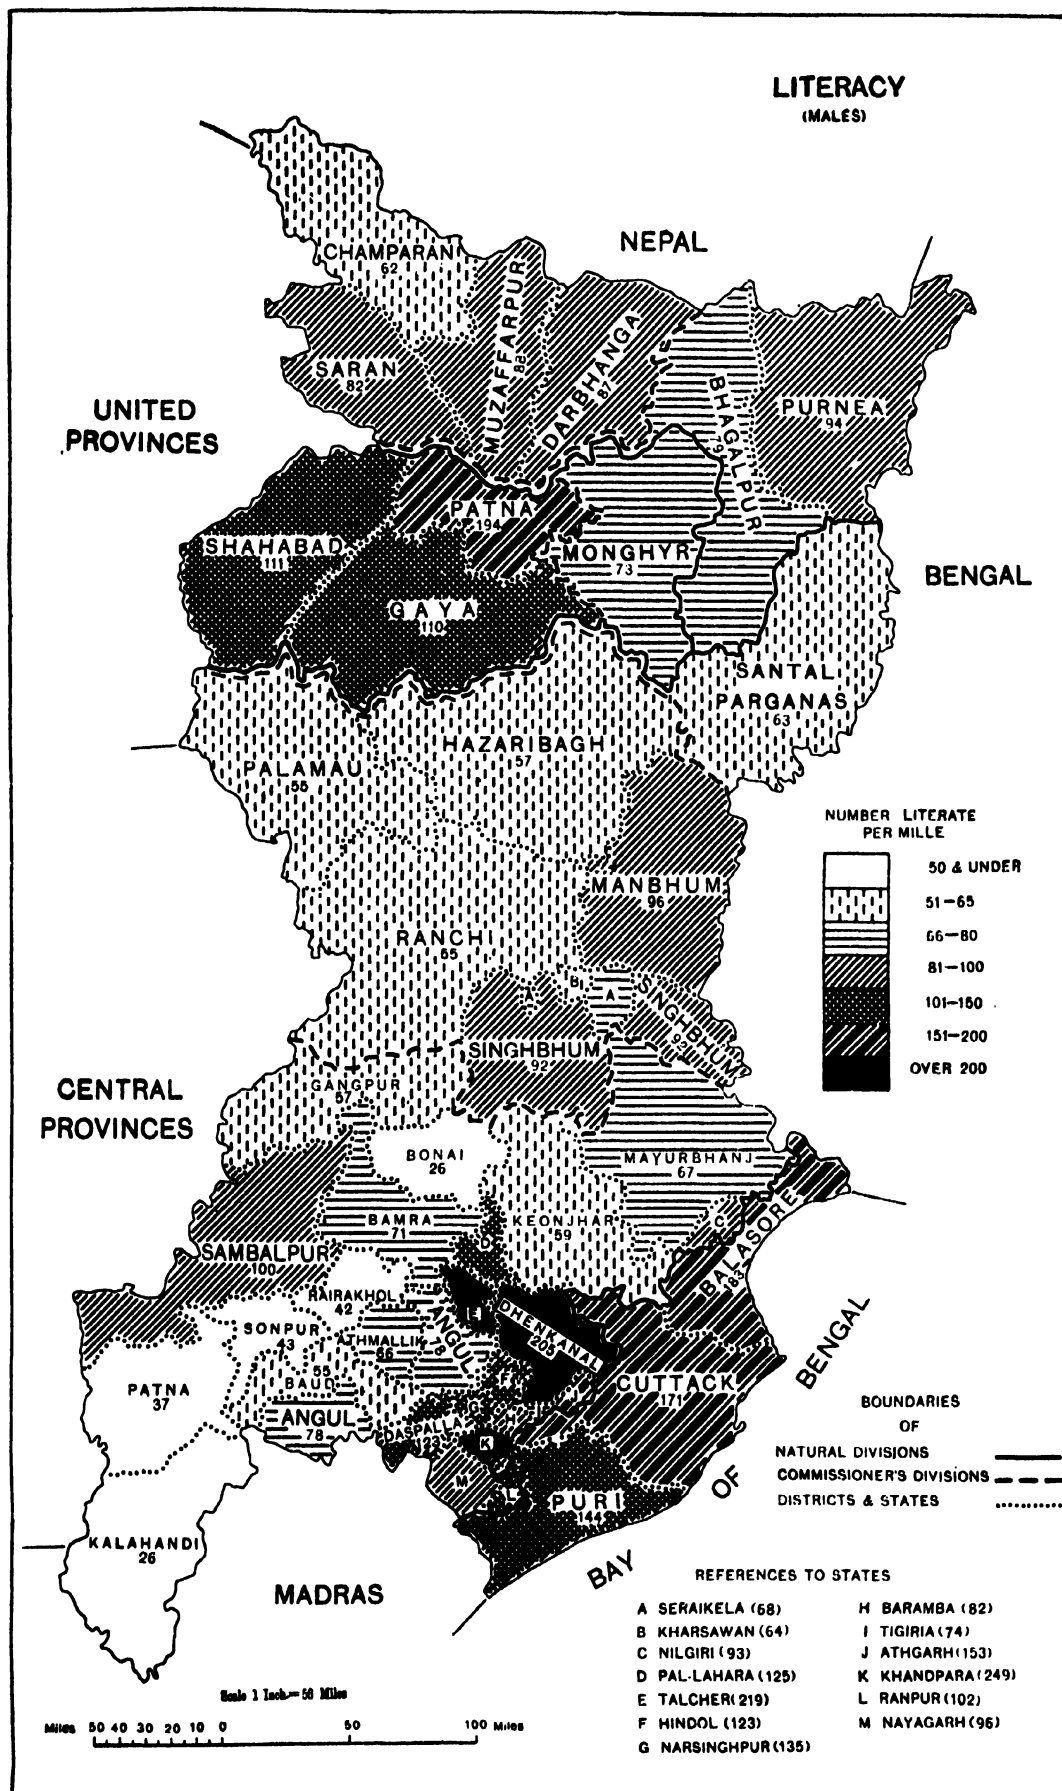 LITERACY
(MALES)
NEPAL
CHAMPARAN
62
MUZAFFARPUR
88
DARBHANGA
87
SARAN
82
BHAGALPUR
79
PURNEA
94
UNITED
PROVINCES
PATNA
194
SHAHABAD
111
MONGHYR
73
BENGAL
GAYA
110
SANTAL
PARGANAS
63
HAZARIBAGH
57
PALAMAU
55
NUMBER LITERATE
PER MILLE
50 & UNDER
51-65
66-80
81-100
101-150
151-200
OVER 200
MANBHUM
96
RANCHI
65
A
B
A
SINGHBHUM
92
SINGHBHUM
92
CENTRAL
PROVINCES
GANGPUR
57
BONAI
26
MAYURBHANJ
67
BAMRA
71
KEONJHAR
59
C
BALASORE
183
SAMBALPUR
100
D
RAIRAKHOL
42
E
DHENKANAL
205
SONPUR
43
ATHMALLIK
66
ANGUL
78
BAUD
55
PATNA
37
F
CUTTACK
171
ANGUL
78
DASPALLA
123
G
H
K
M
L
PURI
144
KALAHANDI
26
MADRAS
BAY OF BENGAL
BOUNDARIES
OF
NATURAL DIVISIONS
COMMISSIONER'S DIVISIONS
DISTRICTS & STATES
REFERENCES TO STATES
A SERAIKELA (68)
B KHARSAWAN (64)
C NILGIRI (93)
D PAL-LAHARA (125)
E TALCHER (219)
F HINDOL (123)
G NARSINGHPUR (135)
H BARAMBA (82)
I TIGIRIA (74)
J ATHGARH (153)
K KHANDPARA (249)
L RANPUR (102)
M NAYAGARH (96)
Scale 1 Inch = 56 Miles
Miles 50 40 30 20 10 0 50 100 Miles